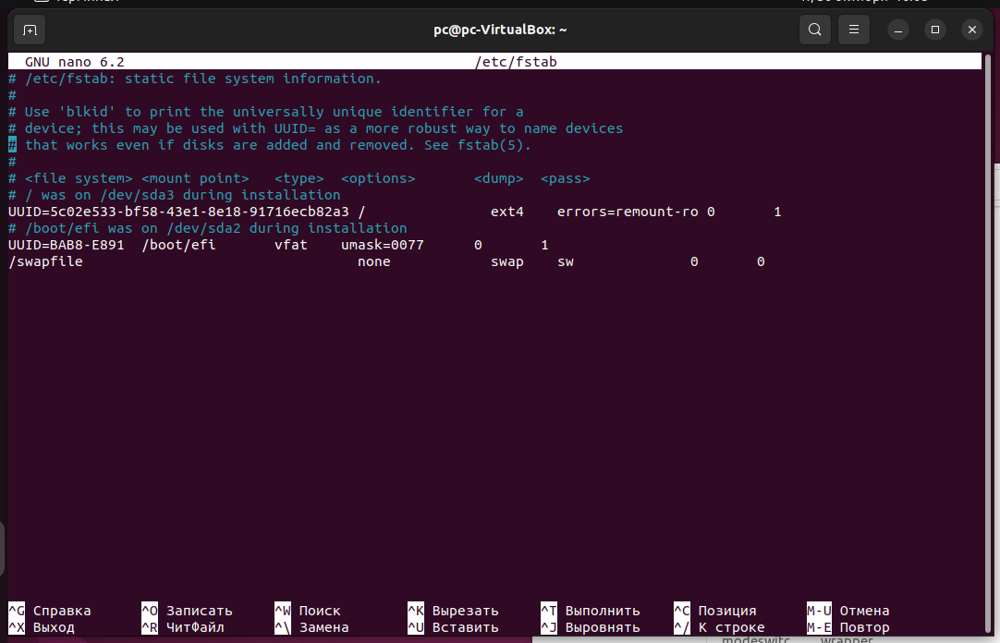 pc@pc-VirtualBox: ~
GNU nano 6.2 /etc/fstab
# /etc/fstab: static file system information.
#
# Use 'blkid' to print the universally unique identifier for a
# device; this may be used with UUID= as a more robust way to name devices
# that works even if disks are added and removed. See fstab(5).
#
# <file system> <mount point>   <type>  <options>       <dump>  <pass>
# / was on /dev/sda3 during installation
UUID=5c02e533-bf58-43e1-8e18-91716ecb82a3 /               ext4    errors=remount-ro 0       1
# /boot/efi was on /dev/sda2 during installation
UUID=BAB8-E891  /boot/efi       vfat    umask=0077      0       1
/swapfile                                 none            swap    sw              0       0
^G Справка ^O Записать ^W Поиск ^K Вырезать ^T Выполнить ^C Позиция M-U Отмена
^X Выход ^R ЧитФайл ^\ Замена ^U Вставить ^J Выровнять ^/ К строке M-E Повтор